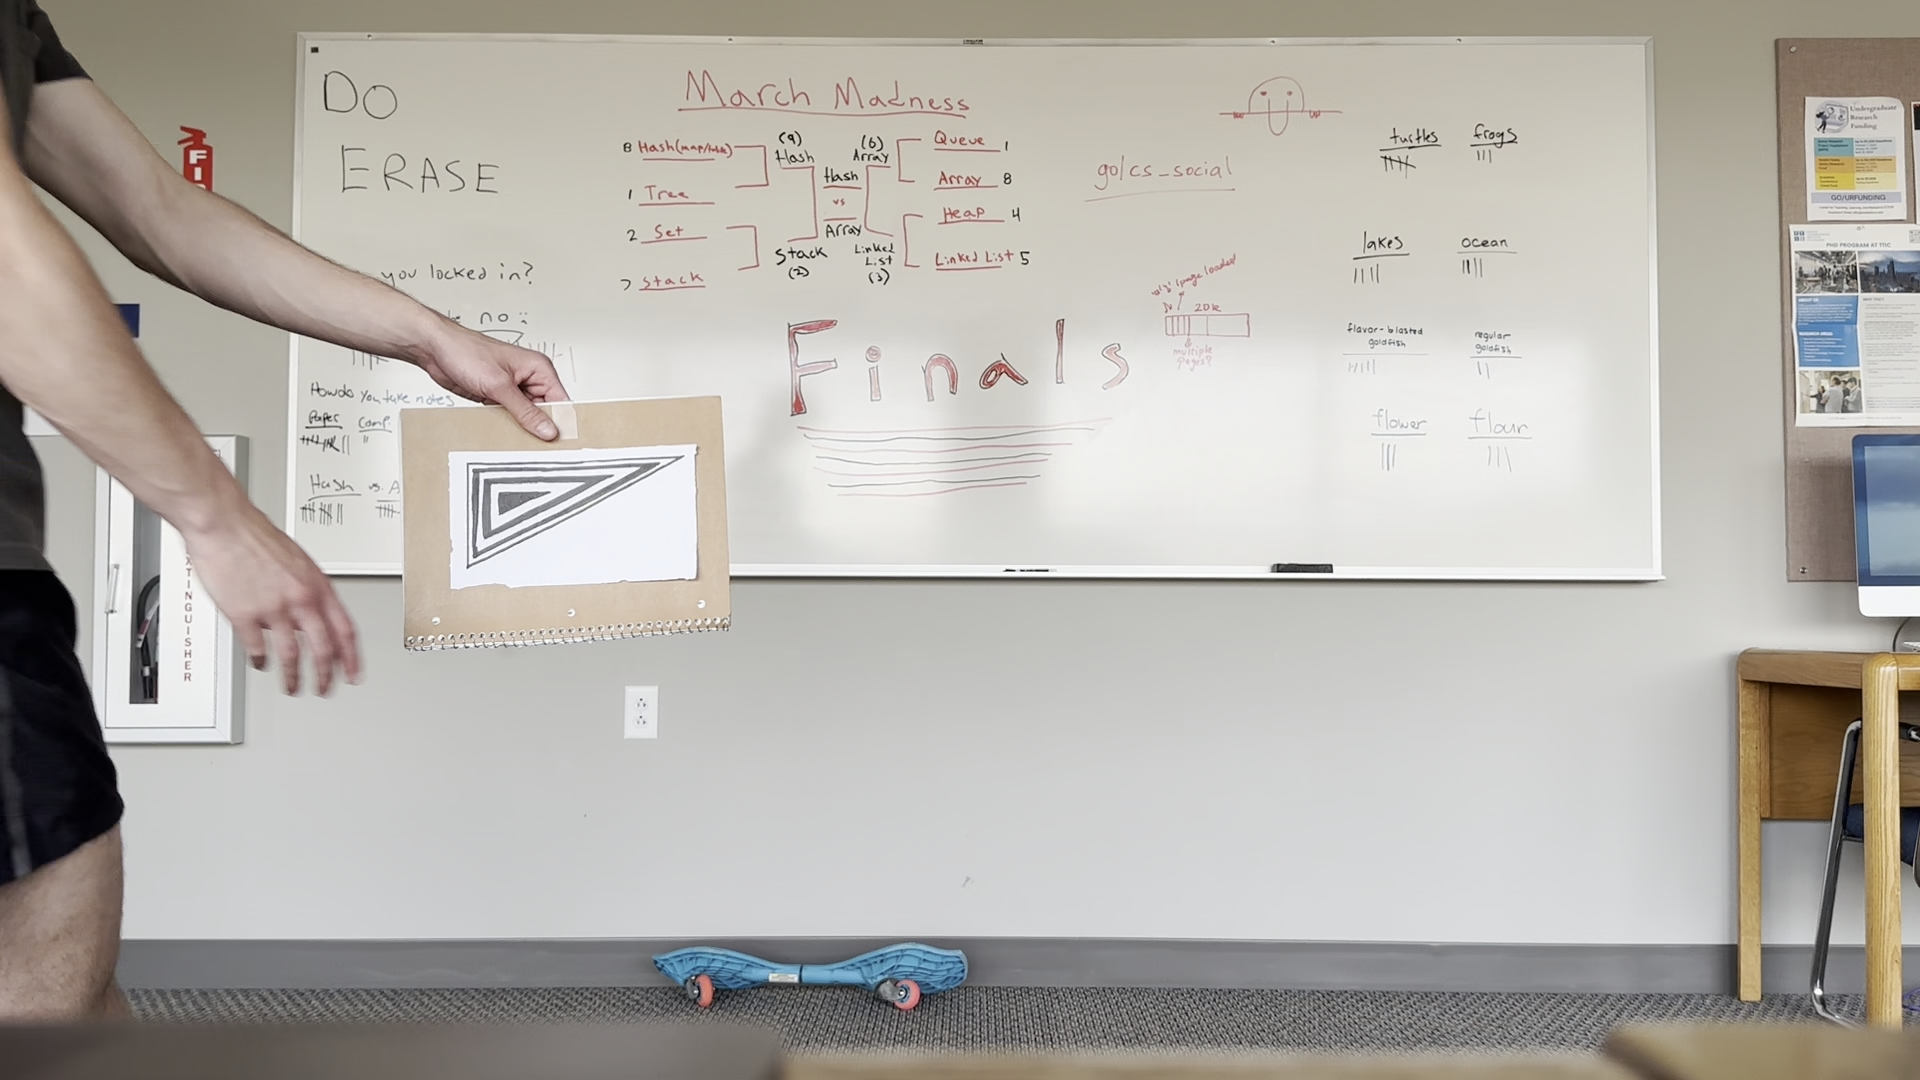 DO
ERASE
you locked in?
no :
How do you take notes
Paper Comp.
Hash vs. A
March Madness
8 Hash(map/table)
1 Tree
2 Set
7 Stack
(9)
Hash
Stack
(2)
Hash
vs
Array
(6)
Array
Linked
List
(3)
Queue 1
Array 8
Heap 4
Linked List 5
Finals
go/cs_social
20k
multiple
pages?
turtles frogs
lakes ocean
flavor-blasted
goldfish
regular
goldfish
flower flour
EXTINGUISHER
Undergraduate
Research
Funding
GO/URFUNDING
PHD PROGRAM AT TTIC